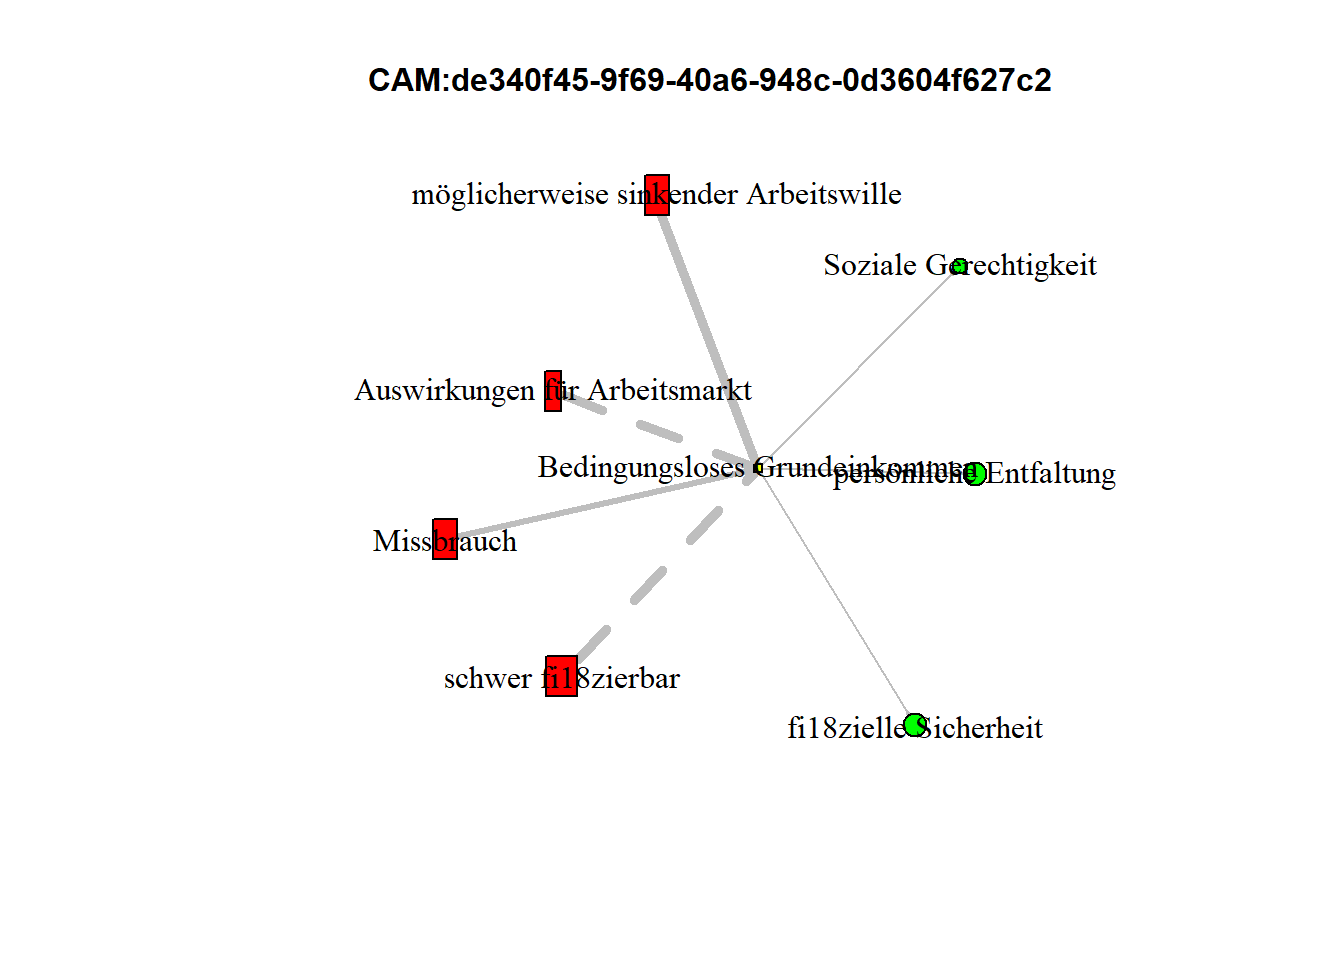 CAM:de340f45-9f69-40a6-948c-0d3604f627c2
möglicherweise sinkender Arbeitswille
Soziale Gerechtigkeit
Auswirkungen für Arbeitsmarkt
Bedingungsloses Grundeinkommen
persönliche Entfaltung
Missbrauch
schwer fi18zierbar
fi18zielle Sicherheit